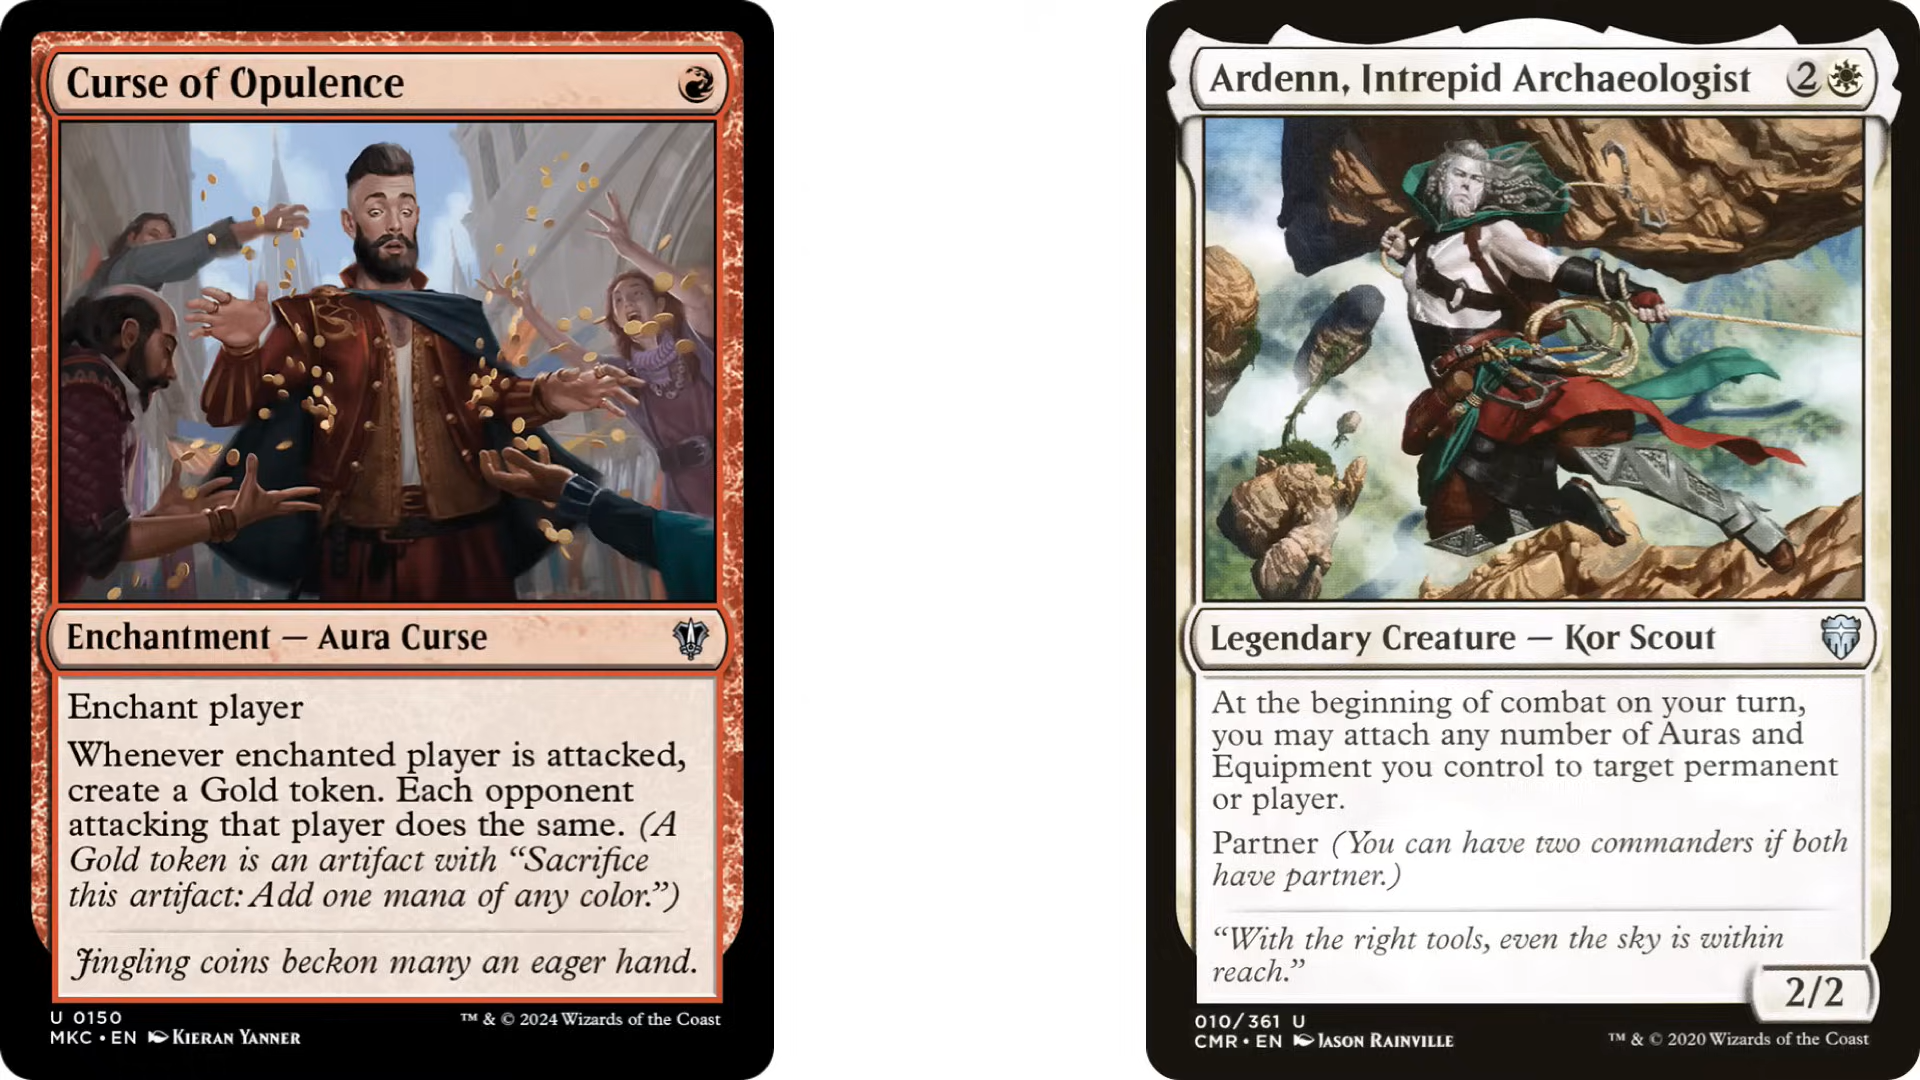 Curse of Opulence
Enchantment — Aura Curse
Enchant player
Whenever enchanted player is attacked,
create a Gold token. Each opponent
attacking that player does the same. (A
Gold token is an artifact with “Sacrifice
this artifact: Add one mana of any color.”)
Jingling coins beckon many an eager hand.
U 0150
MKC • EN KIERAN YANNER
™ & © 2024 Wizards of the Coast
Ardenn, Intrepid Archaeologist 2
Legendary Creature — Kor Scout
At the beginning of combat on your turn,
you may attach any number of Auras and
Equipment you control to target permanent
or player.
Partner (You can have two commanders if both
have partner.)
“With the right tools, even the sky is within
reach.”
2/2
010/361 U
CMR • EN JASON RAINVILLE
™ & © 2020 Wizards of the Coast